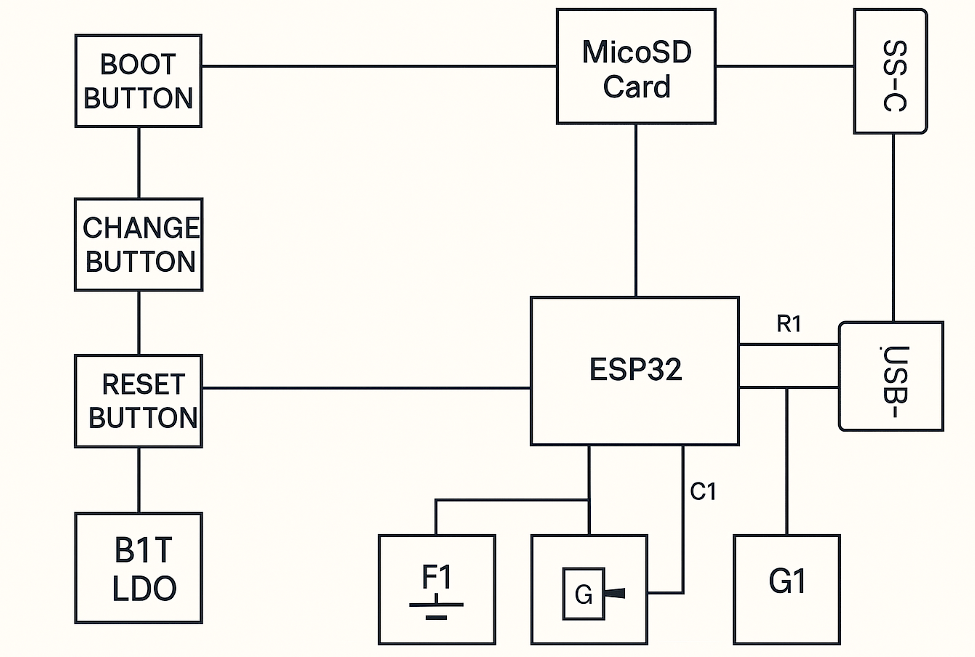 BOOT
BUTTON
MicoSD
Card
SS-C
CHANGE
BUTTON
R1
ESP32
USB-
RESET
BUTTON
C1
B1T
LDO
F1
G
G1